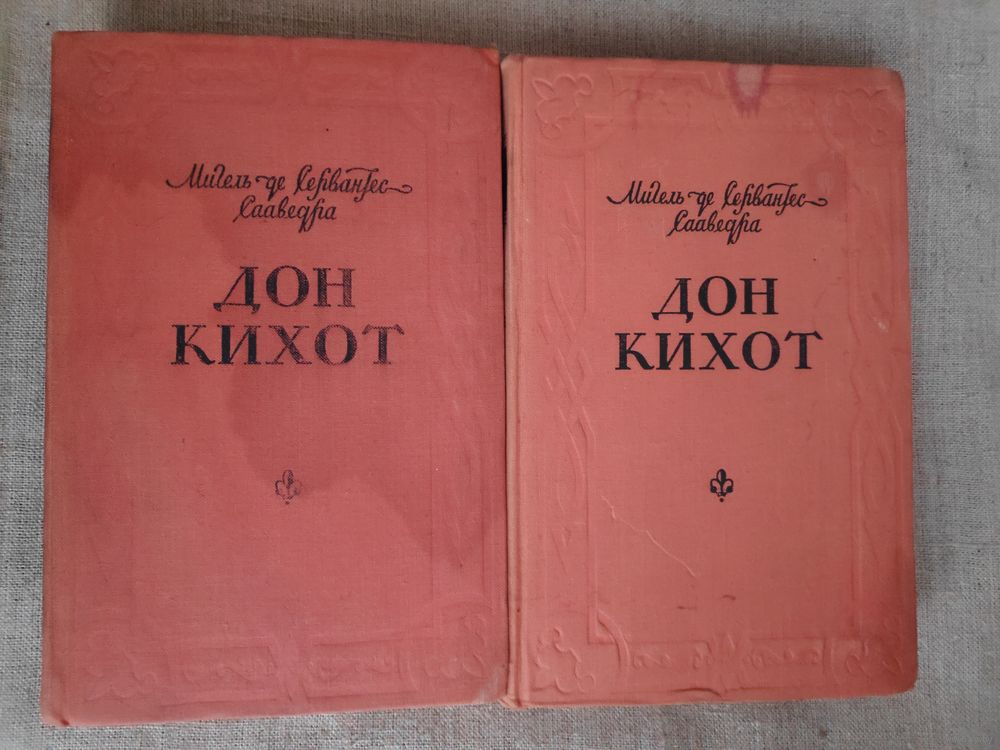 Мигель де Сервантес
Сааведра
ДОН
КИХОТ
Мигель де Сервантес
Сааведра
ДОН
КИХОТ